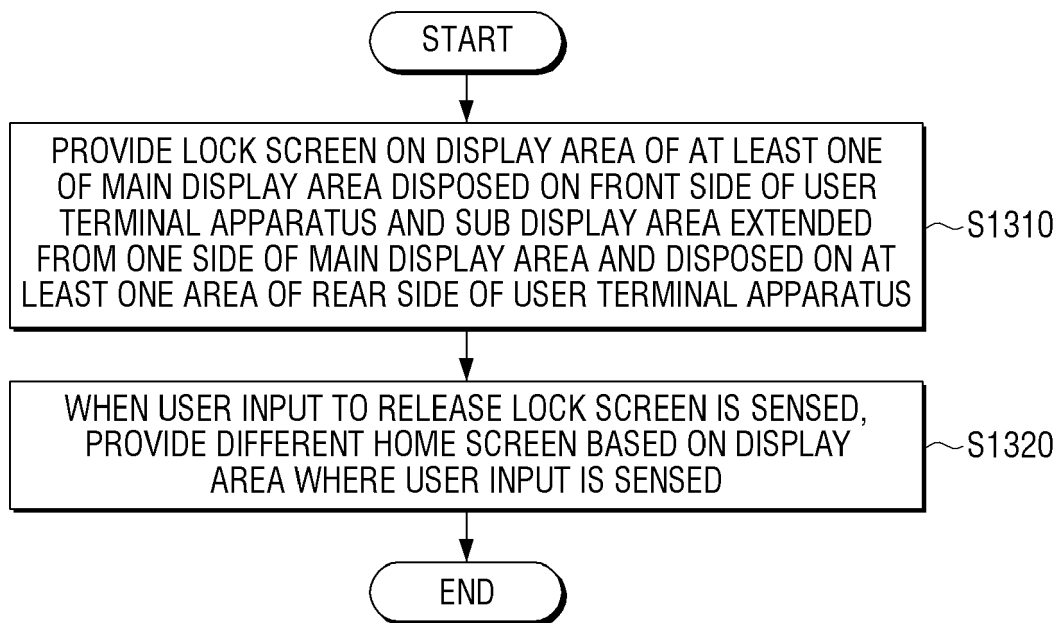 START
PROVIDE LOCK SCREEN ON DISPLAY AREA OF AT LEAST ONE
OF MAIN DISPLAY AREA DISPOSED ON FRONT SIDE OF USER
TERMINAL APPARATUS AND SUB DISPLAY AREA EXTENDED
FROM ONE SIDE OF MAIN DISPLAY AREA AND DISPOSED ON AT
LEAST ONE AREA OF REAR SIDE OF USER TERMINAL APPARATUS
S1310
WHEN USER INPUT TO RELEASE LOCK SCREEN IS SENSED,
PROVIDE DIFFERENT HOME SCREEN BASED ON DISPLAY
AREA WHERE USER INPUT IS SENSED
S1320
END